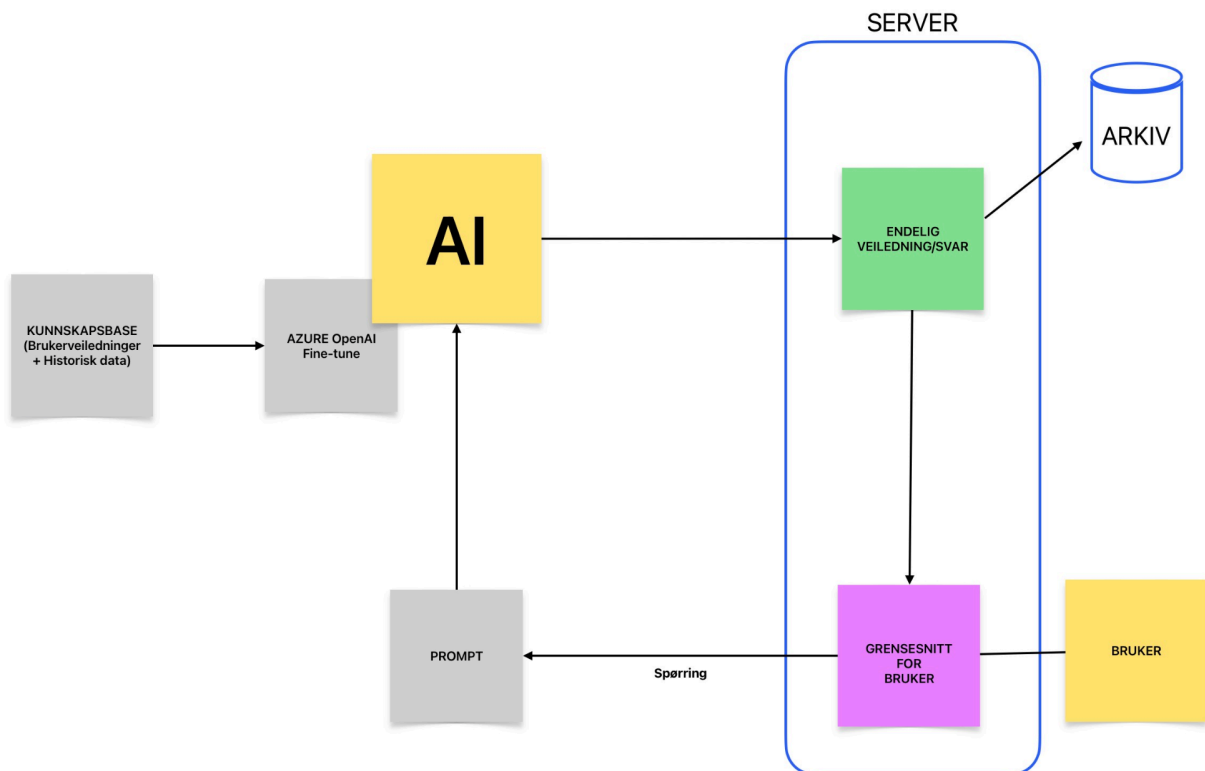 SERVER
ARKIV
AI
ENDELIG
VEILEDNING/SVAR
KUNNSKAPSBASE
(Brukerveiledninger
+ Historisk data)
AZURE OpenAI
Fine-tune
PROMPT
Spørring
GRENSESNITT
FOR
BRUKER
BRUKER